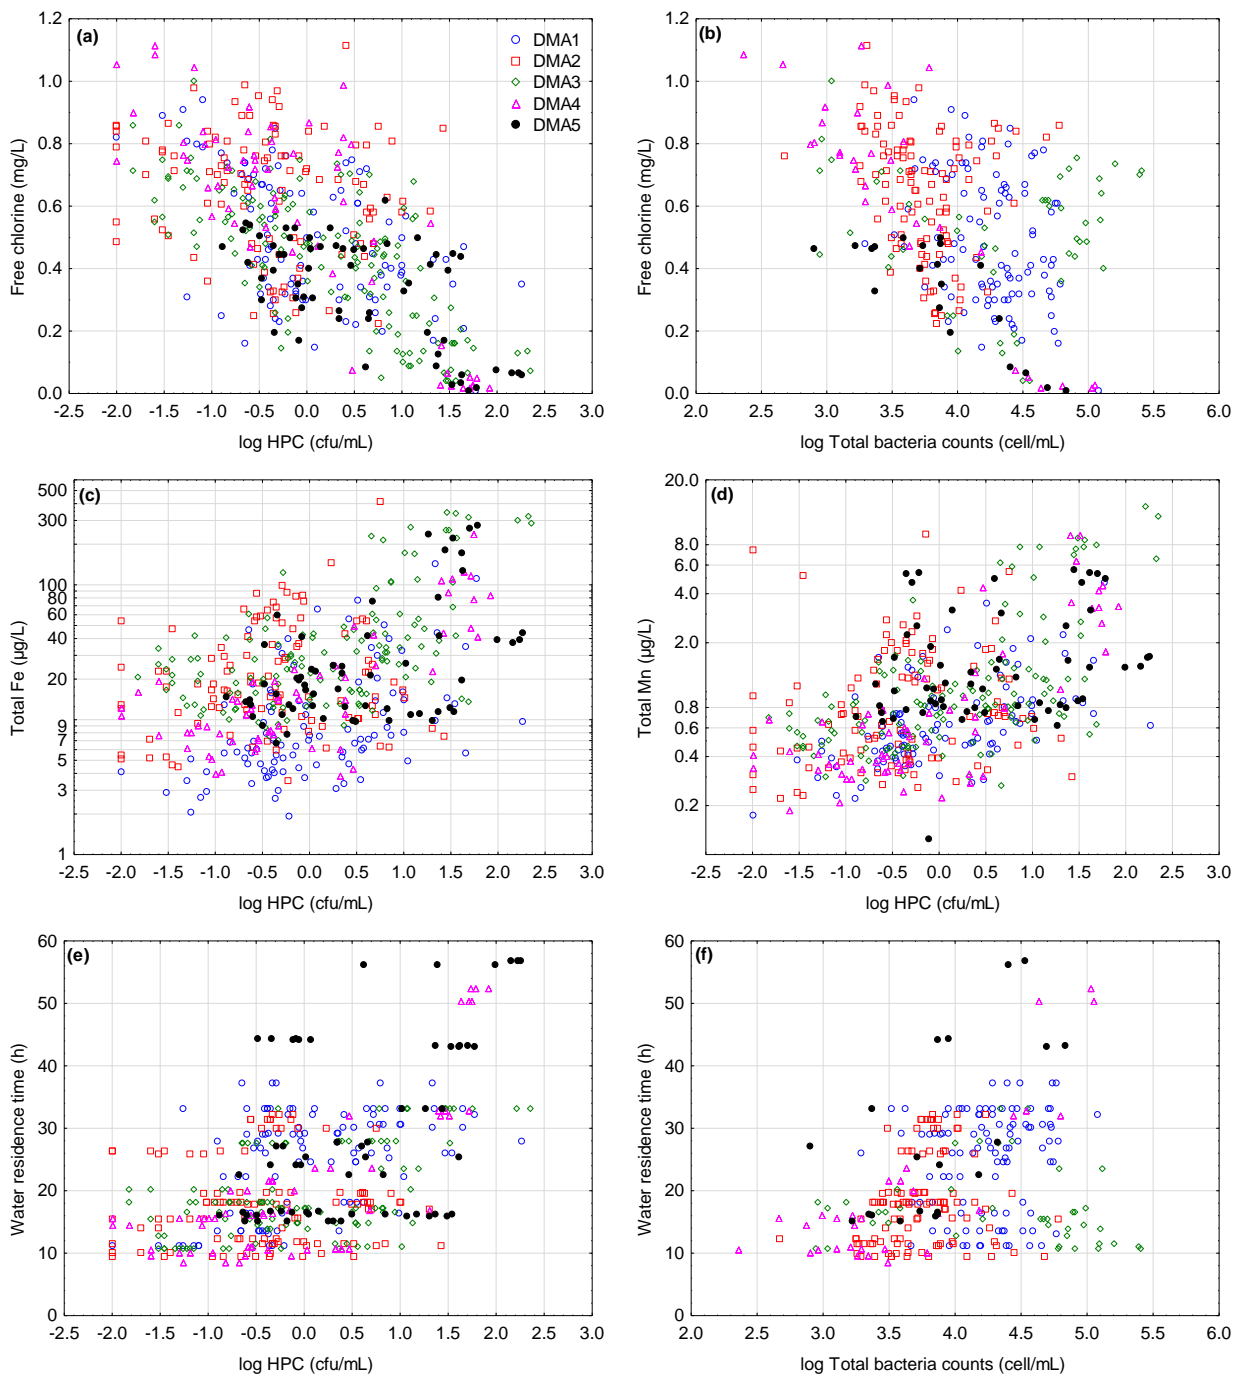 (a)
DMA1
DMA2
DMA3
DMA4
DMA5
1.2
1.0
0.8
0.6
0.4
0.2
0.0
Free chlorine (mg/L)
-2.5 -2.0 -1.5 -1.0 -0.5 0.0 0.5 1.0 1.5 2.0 2.5 3.0
log HPC (cfu/mL)
(b)
1.2
1.0
0.8
0.6
0.4
0.2
0.0
Free chlorine (mg/L)
2.0 2.5 3.0 3.5 4.0 4.5 5.0 5.5 6.0
log Total bacteria counts (cell/mL)
(c)
500
300
100
80
60
40
20
9
7
5
3
1
Total Fe (µg/L)
-2.5 -2.0 -1.5 -1.0 -0.5 0.0 0.5 1.0 1.5 2.0 2.5 3.0
log HPC (cfu/mL)
(d)
20.0
8.0
6.0
4.0
2.0
0.8
0.6
0.4
0.2
Total Mn (µg/L)
-2.5 -2.0 -1.5 -1.0 -0.5 0.0 0.5 1.0 1.5 2.0 2.5 3.0
log HPC (cfu/mL)
(e)
60
50
40
30
20
10
0
Water residence time (h)
-2.5 -2.0 -1.5 -1.0 -0.5 0.0 0.5 1.0 1.5 2.0 2.5 3.0
log HPC (cfu/mL)
(f)
60
50
40
30
20
10
0
Water residence time (h)
2.0 2.5 3.0 3.5 4.0 4.5 5.0 5.5 6.0
log Total bacteria counts (cell/mL)